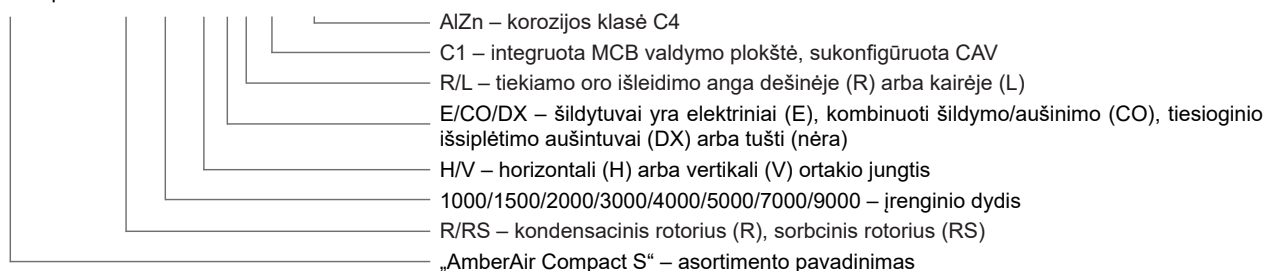 AlZn – korozijos klasė C4
C1 – integruota MCB valdymo plokštė, sukonfigūruota CAV
R/L – tiekiamo oro išleidimo anga dešinėje (R) arba kairėje (L)
E/CO/DX – šildytuvai yra elektriniai (E), kombinuoti šildymo/aušinimo (CO), tiesioginio
išsiplėtimo aušintuvai (DX) arba tušti (nėra)
H/V – horizontali (H) arba vertikali (V) ortakio jungtis
1000/1500/2000/3000/4000/5000/7000/9000 – įrenginio dydis
R/RS – kondensacinis rotorius (R), sorbcinis rotorius (RS)
„AmberAir Compact S“ – asortimento pavadinimas